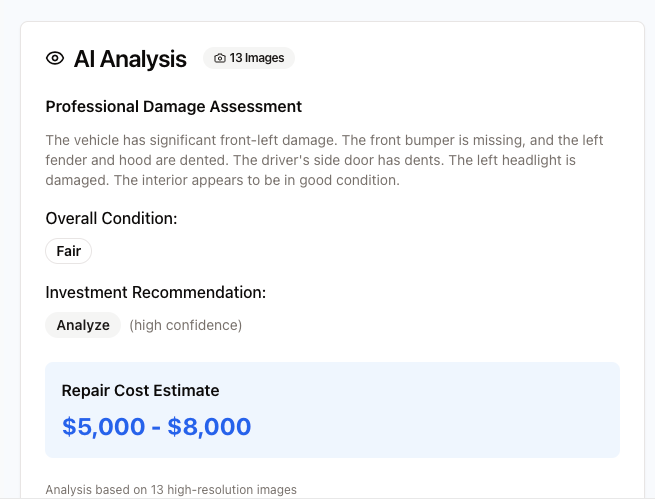 AI Analysis
13 Images
Professional Damage Assessment
The vehicle has significant front-left damage. The front bumper is missing, and the left
fender and hood are dented. The driver's side door has dents. The left headlight is
damaged. The interior appears to be in good condition.
Overall Condition:
Fair
Investment Recommendation:
Analyze (high confidence)
Repair Cost Estimate
$5,000 - $8,000
Analysis based on 13 high-resolution images